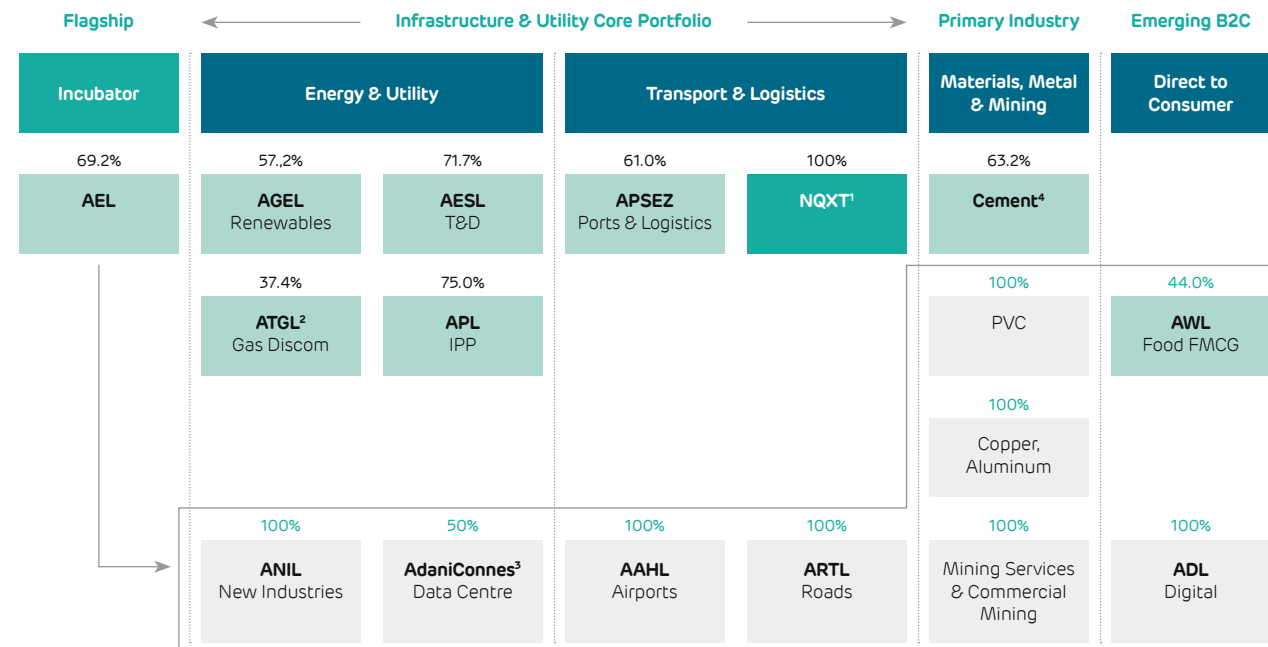 Flagship
Infrastructure & Utility Core Portfolio
Primary Industry
Emerging B2C
Incubator
Energy & Utility
Transport & Logistics
Materials, Metal
& Mining
Direct to
Consumer
69.2%
57.,2%
71.7%
61.0%
100%
63.2%
AEL
AGEL
Renewables
AESL
T&D
APSEZ
Ports & Logistics
NQXT¹
Cement⁴
37.4%
75.0%
100%
44.0%
ATGL²
Gas Discom
APL
IPP
PVC
AWL
Food FMCG
100%
Copper,
Aluminum
100%
50%
100%
100%
100%
100%
ANIL
New Industries
AdaniConnes³
Data Centre
AAHL
Airports
ARTL
Roads
Mining Services
& Commercial
Mining
ADL
Digital